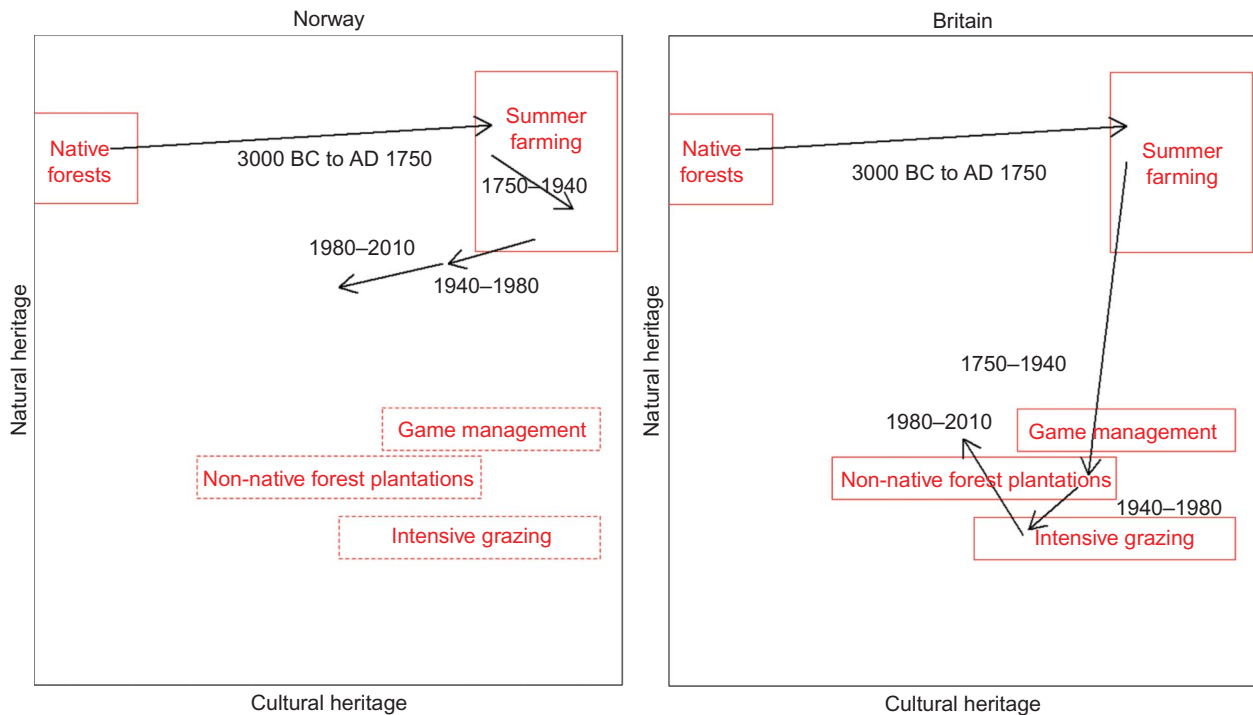 Norway
Native
forests
Summer
farming
3000 BC to AD 1750
1750–1940
1980–2010
1940–1980
Game management
Non-native forest plantations
Intensive grazing
Natural heritage
Cultural heritage
Britain
Native
forests
Summer
farming
3000 BC to AD 1750
1750–1940
1980–2010
Game management
Non-native forest plantations
1940–1980
Intensive grazing
Natural heritage
Cultural heritage